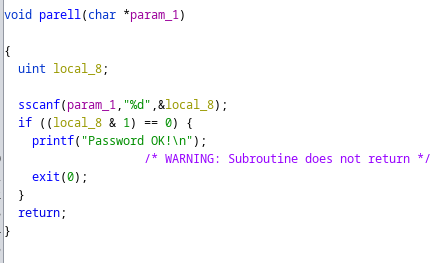 void parell(char *param_1)
{
uint local_8;
sscanf(param_1,"%d",&local_8);
if ((local_8 & 1) == 0) {
printf("Password OK!\n");
/* WARNING: Subroutine does not return */
exit(0);
}
return;
}